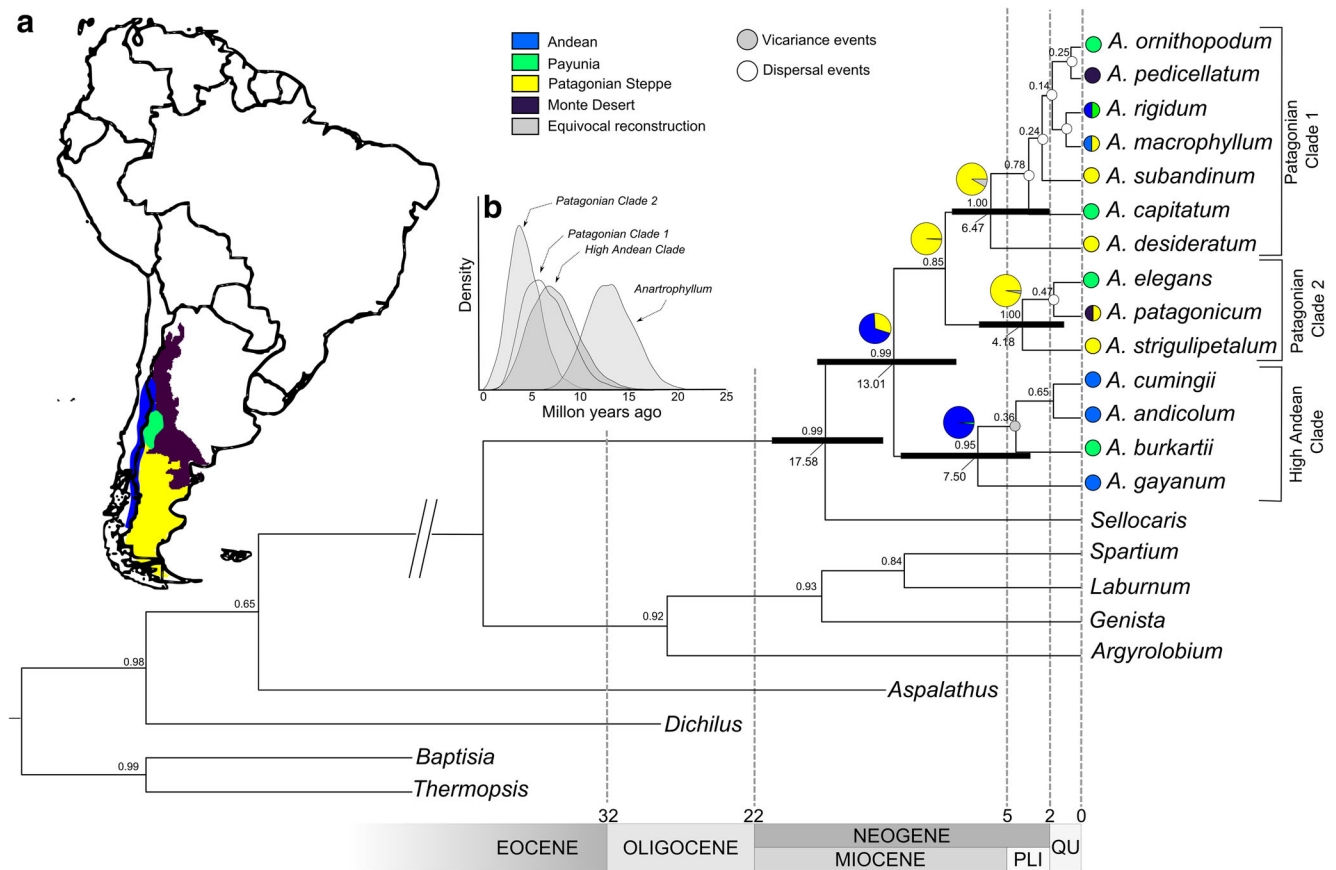 a
Andean
Payunia
Patagonian Steppe
Monte Desert
Equivocal reconstruction
Vicariance events
Dispersal events
b
Patagonian Clade 2
Patagonian Clade 1
High Andean Clade
Anartrophyllum
Density
0 5 10 15 20 25
Millon years ago
A. ornithopodum
A. pedicellatum
A. rigidum
A. macrophyllum
A. subandinum
A. capitatum
A. desideratum
A. elegans
A. patagonicum
A. strigulipetalum
A. cumingii
A. andicolum
A. burkartii
A. gayanum
Sellocaris
Spartium
Laburnum
Genista
Argyrolobium
Aspalathus
Dichilus
Baptisia
Thermopsis
Patagonian
Clade 1
Patagonian
Clade 2
High Andean
Clade
0.25
0.14
0.24
0.78
1.00
6.47
0.85
0.47
1.00
4.18
0.99
13.01
0.65
0.36
0.95
7.50
0.99
17.58
0.84
0.93
0.92
0.65
0.98
0.99
32 22 5 2 0
EOCENE
OLIGOCENE
NEOGENE
MIOCENE
PLI
QU